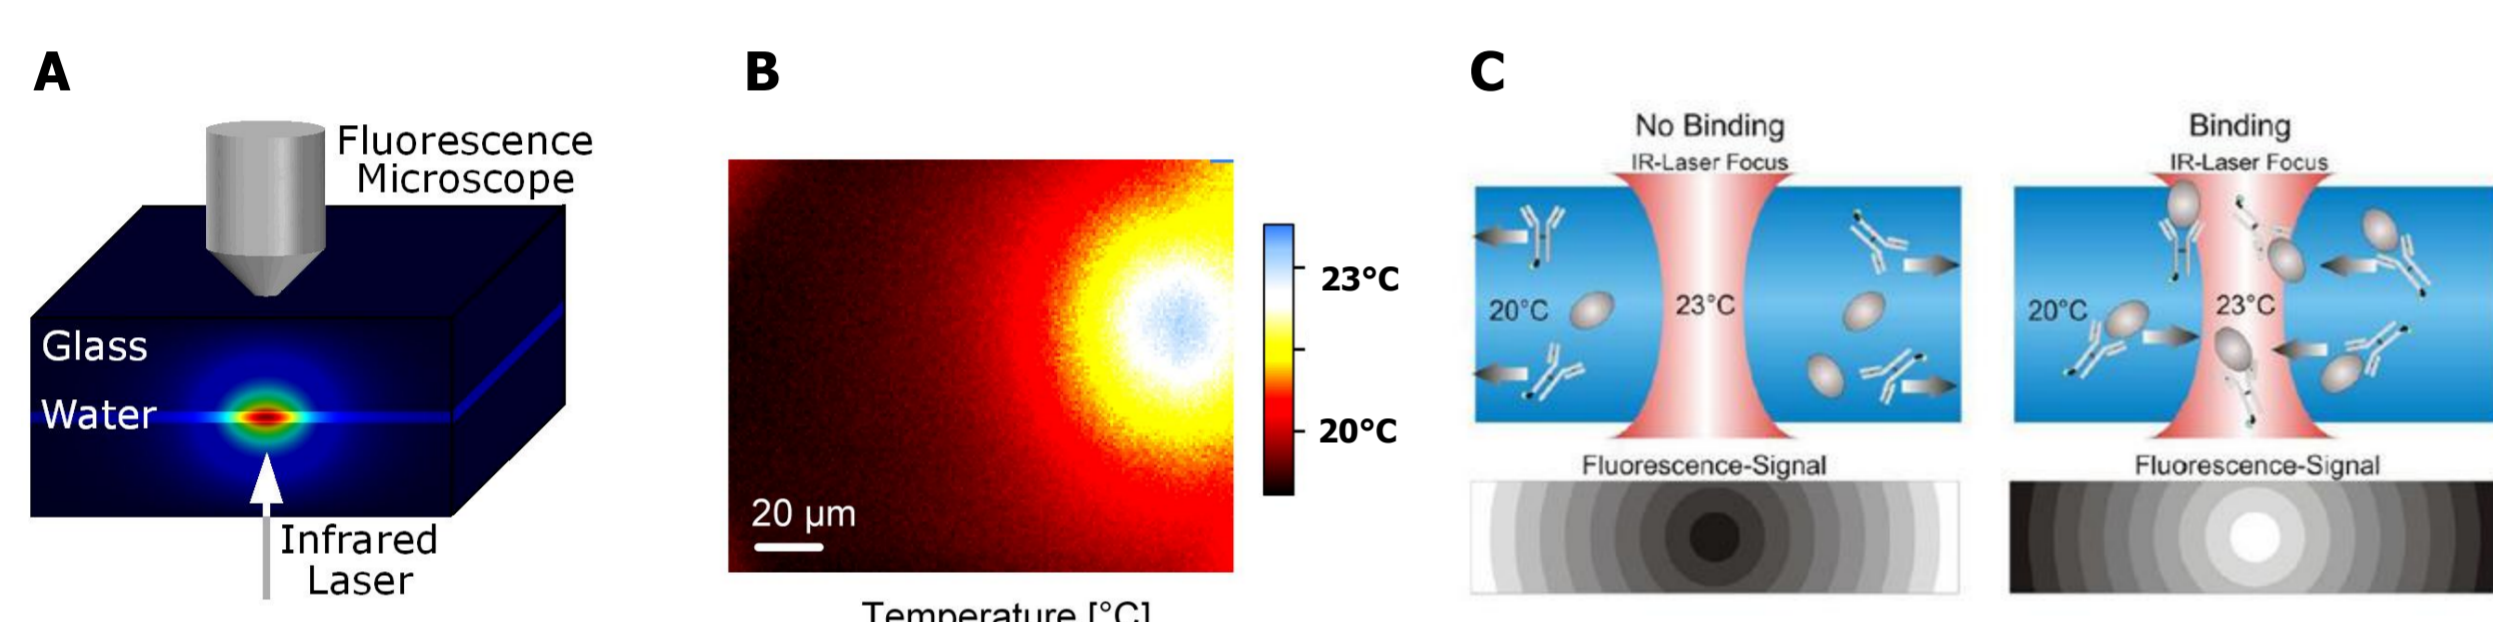 A
Fluorescence
Microscope
Glass
Water
Infrared
Laser
B
23°C
20°C
20 µm
Temperature [°C]
C
No Binding
IR-Laser Focus
20°C
23°C
Fluorescence-Signal
Binding
IR-Laser Focus
20°C
23°C
Fluorescence-Signal